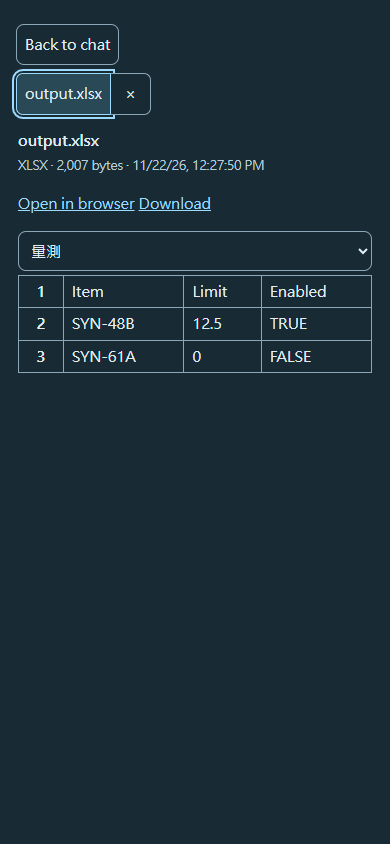 Back to chat
output.xlsx ×
output.xlsx
XLSX · 2,007 bytes · 11/22/26, 12:27:50 PM
Open in browser Download
量測
1 Item Limit Enabled
2 SYN-48B 12.5 TRUE
3 SYN-61A 0 FALSE